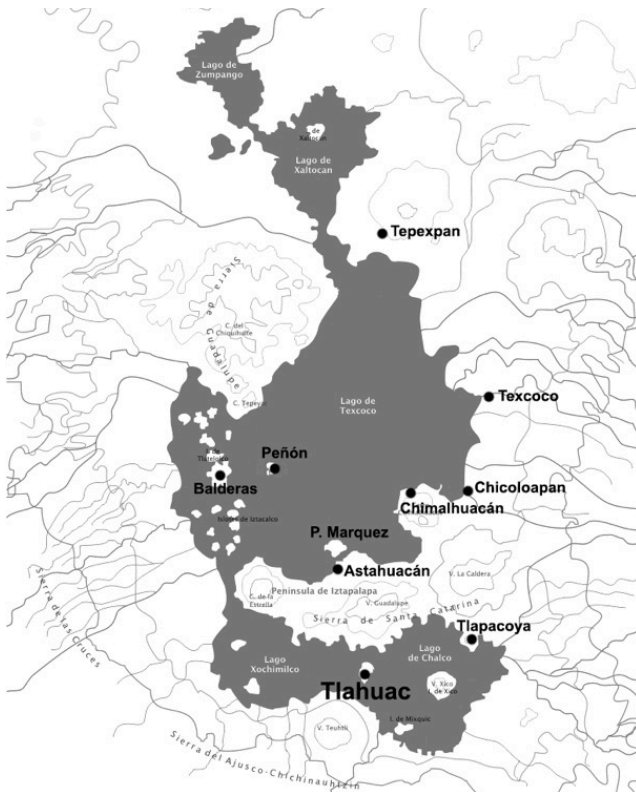 Lago de
Zumpango
I. de
Xaltocan
Lago de
Xaltocan
Tepexpan
Sierra de Guadalupe
C. del
Chiquihuite
C. Tepeyac
Lago de
Texcoco
Texcoco
Peñón
Balderas
Chicoloapan
Chimalhuacán
Islotes de Iztacalco
P. Marquez
Astahuacán
V. La Caldera
Peninsula de Iztapalapa
C. de la
Estrella
V. Guadalupe
Sierra de Santa Catarina
Sierra de las Cruces
Tlapacoya
Lago
Xochimilco
Lago
de Chalco
Tlahuac
V. Xico
I. de Xico
I. de Mixquic
V. Teuhtli
Sierra del Ajusco-Chichinauhtzin